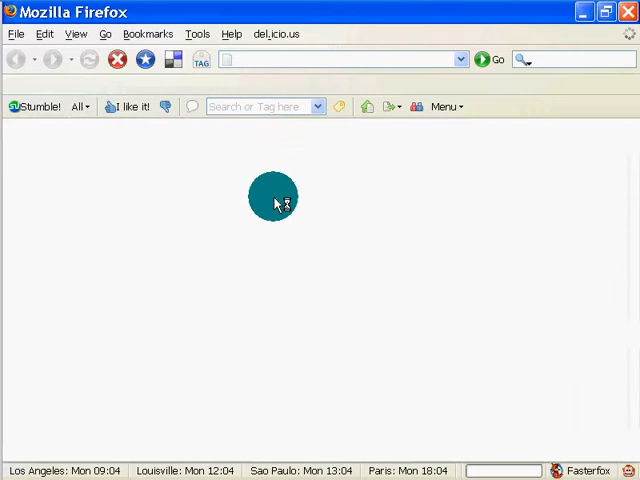 Mozilla Firefox
File Edit View Go Bookmarks Tools Help del.icio.us
TAG Go
Stumble! All I like it! Search or Tag here Menu
Los Angeles: Mon 09:04 Louisville: Mon 12:04 Sao Paulo: Mon 13:04 Paris: Mon 18:04 Fasterfox